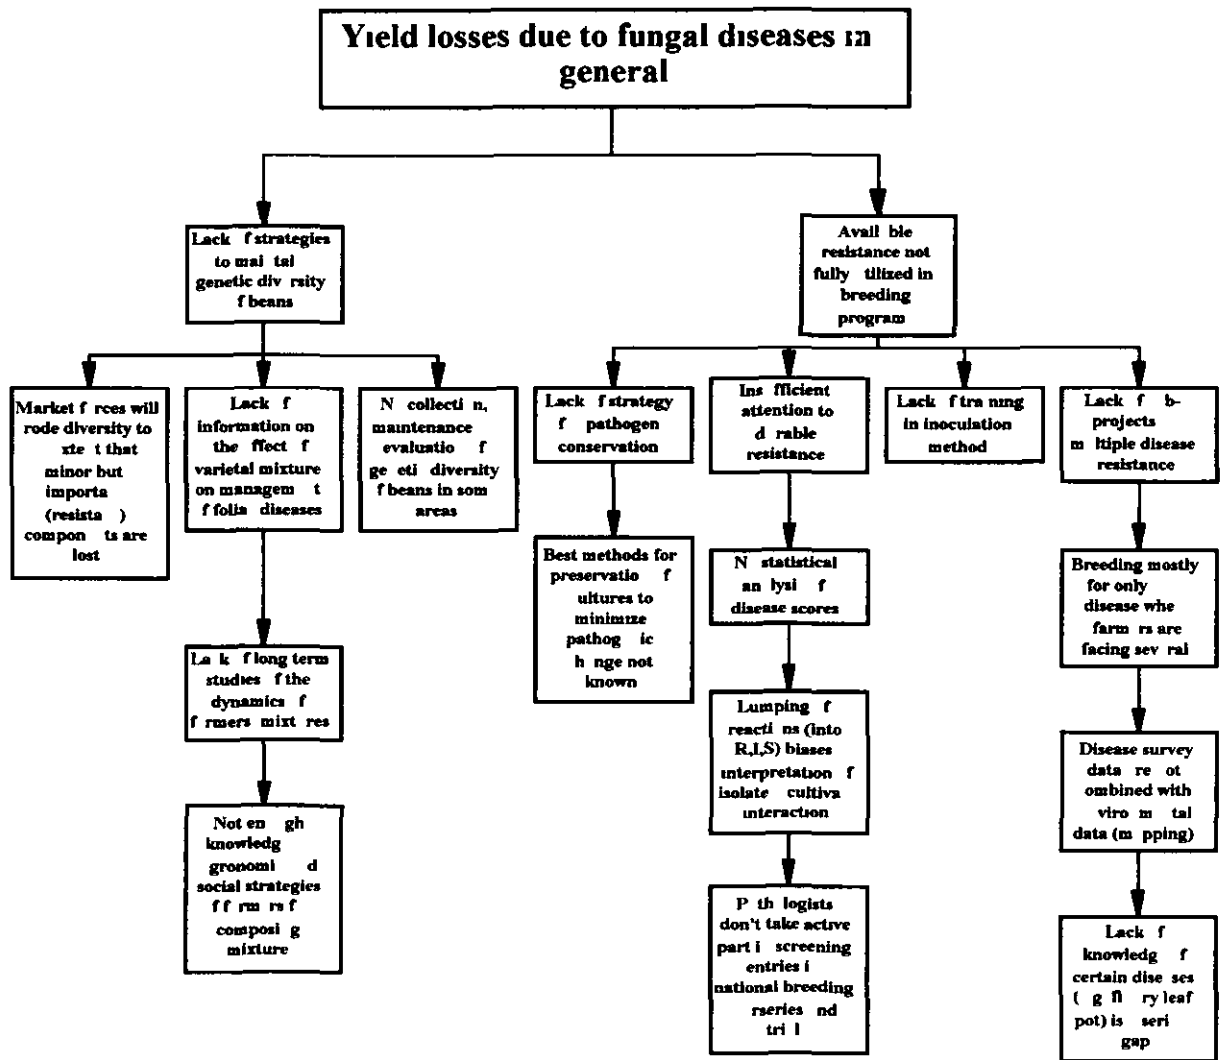 Yield losses due to fungal diseases in
general
Lack f strategies
to mai tai
genetic div rsity
f beans
Avail ble
resistance not
fully tilized in
breeding
program
Market f rces will
rode diversity to
xte t that
minor but
importa
(resista )
compon ts are
lost
Lack f
information on
the ffect f
varietal mixture
on managem t
f folia diseases
N collecti n,
maintenance
evaluatio f
ge eti diversity
f beans in som
areas
Lack f strategy
f pathogen
conservation
Ins fficient
attention to
d rable
resistance
Lack f tra ning
in inoculation
method
Lack f b-
projects
m ltiple disease
resistance
Best methods for
preservatio f
ultures to
minimize
pathog ic
h nge not
known
N statistical
an lysi f
disease scores
Breeding mostly
for only
disease whe
farm rs are
facing sev ral
La k f long term
studies f the
dynamics f
f rmers mixt res
Lumping f
reacti ns (into
R,I,S) biases
interpretation f
isolate cultiva
interaction
Disease survey
data re ot
ombined with
viro m tal
data (m pping)
Not en gh
knowledg
gronomi d
social strategies
f f rm rs f
composi g
mixture
P th logists
don't take active
part i screening
entries i
national breeding
rseries nd
tri l
Lack f
knowledg f
certain dise ses
( g fl ry leaf
pot) is seri
gap